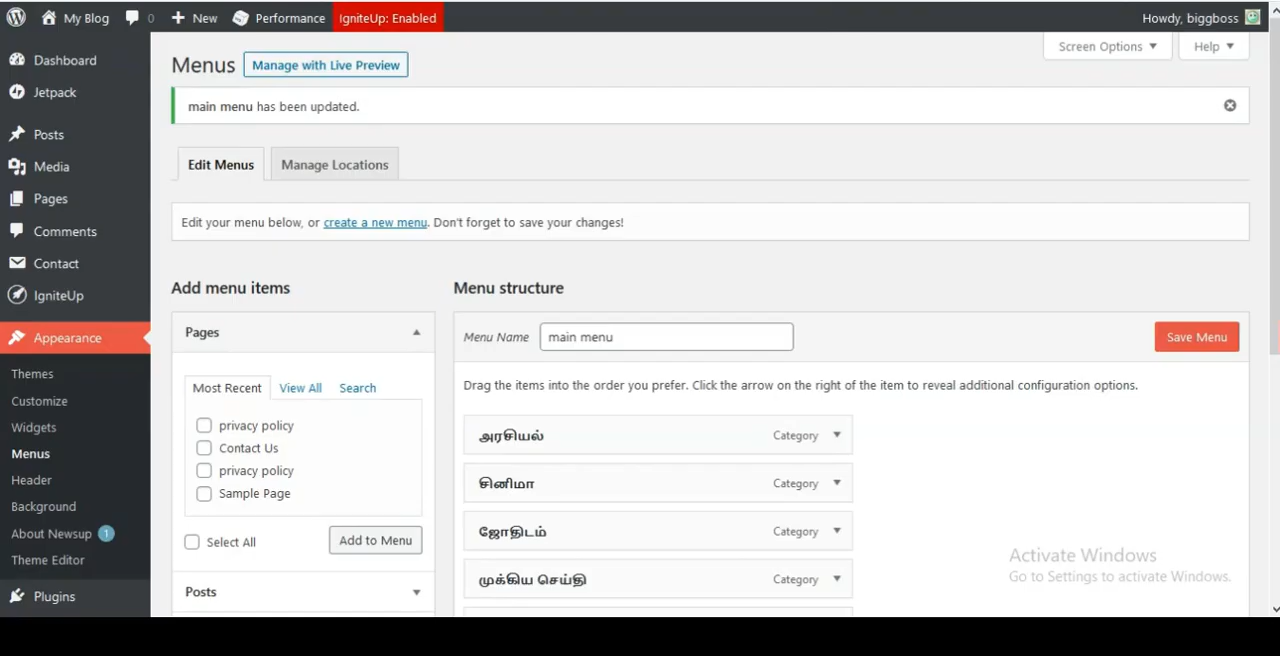 My Blog 0 New Performance IgniteUp: Enabled Howdy, biggboss
Screen Options Help
Menus Manage with Live Preview
main menu has been updated.
Edit Menus Manage Locations
Edit your menu below, or create a new menu. Don't forget to save your changes!
Dashboard
Jetpack
Posts
Media
Pages
Comments
Contact
IgniteUp
Appearance
Themes
Customize
Widgets
Menus
Header
Background
About Newsup 1
Theme Editor
Plugins
Add menu items
Pages
Most Recent View All Search
privacy policy
Contact Us
privacy policy
Sample Page
Select All Add to Menu
Posts
Menu structure
Menu Name main menu Save Menu
Drag the items into the order you prefer. Click the arrow on the right of the item to reveal additional configuration options.
அரசியல் Category
சினிமா Category
ஜோதிடம் Category
முக்கிய செய்தி Category
Activate Windows
Go to Settings to activate Windows.